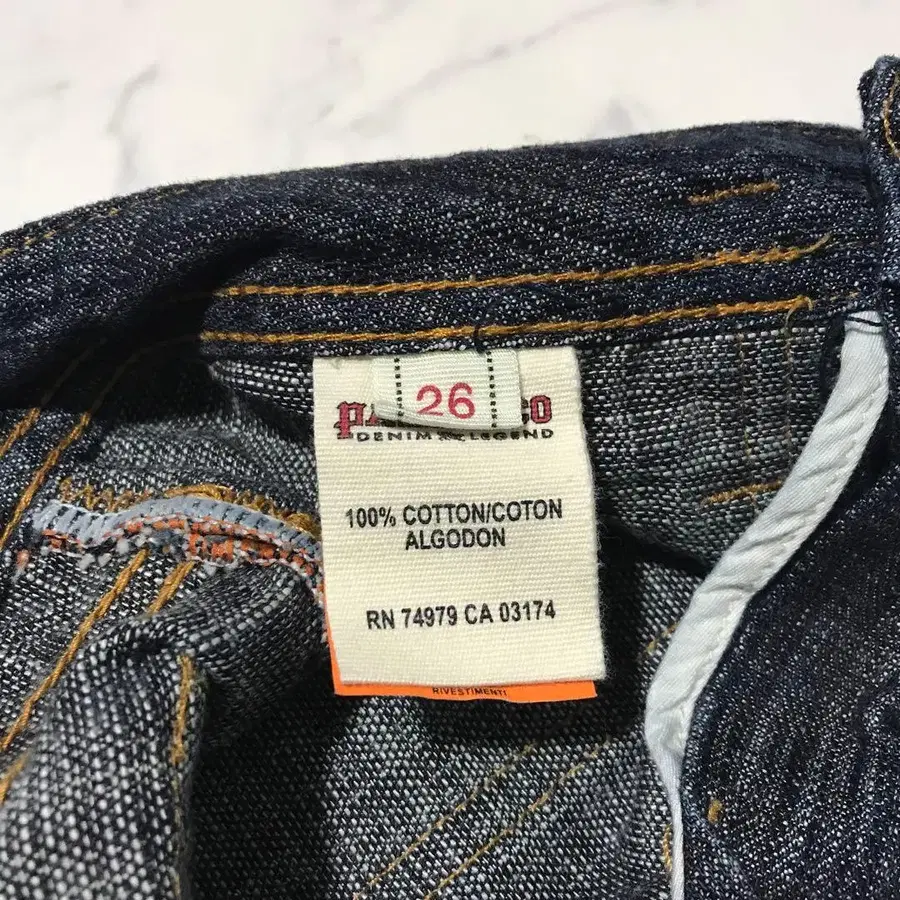 26
DENIM LEGEND
100% COTTON/COTON
ALGODON
RN 74979 CA 03174
RIVESTIMENTI